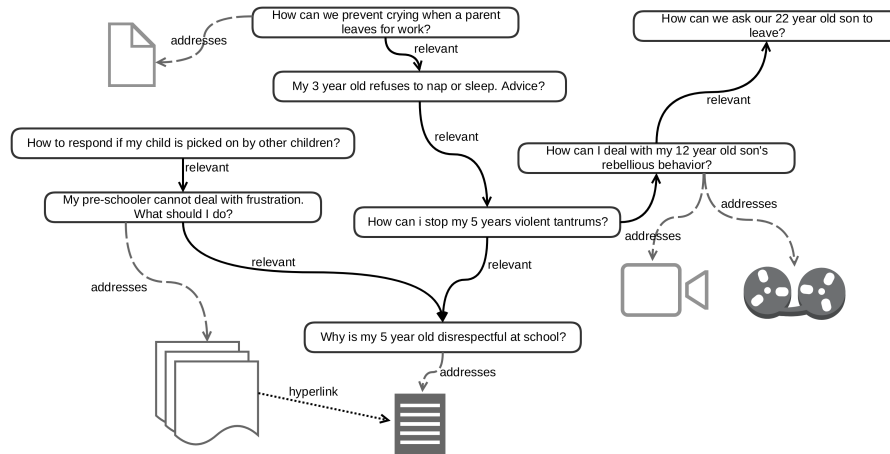 How can we prevent crying when a parent
leaves for work?
How can we ask our 22 year old son to
leave?
addresses
relevant
My 3 year old refuses to nap or sleep. Advice?
relevant
relevant
How to respond if my child is picked on by other children?
How can I deal with my 12 year old son's
rebellious behavior?
relevant
My pre-schooler cannot deal with frustration.
What should I do?
addresses
How can i stop my 5 years violent tantrums?
addresses
relevant
relevant
addresses
Why is my 5 year old disrespectful at school?
addresses
hyperlink